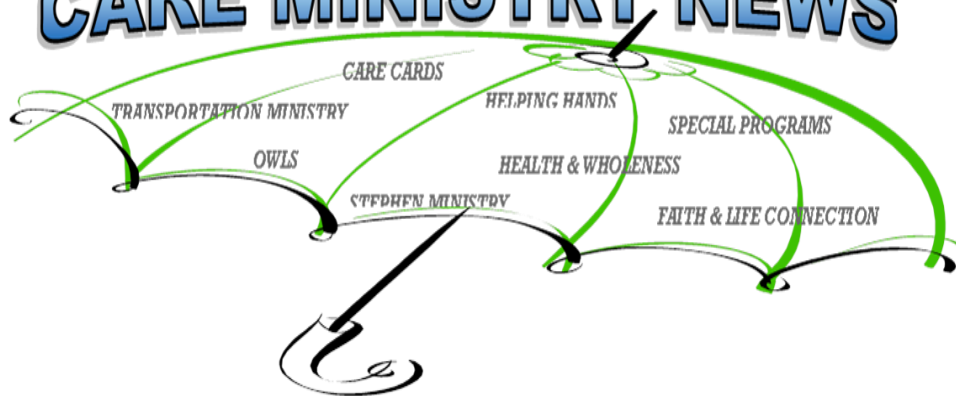 CARE MINISTRY NEWS
CARE CARDS
TRANSPORTATION MINISTRY
HELPING HANDS
SPECIAL PROGRAMS
OWLS
HEALTH & WHOLENESS
STEPHEN MINISTRY
FAITH & LIFE CONNECTION